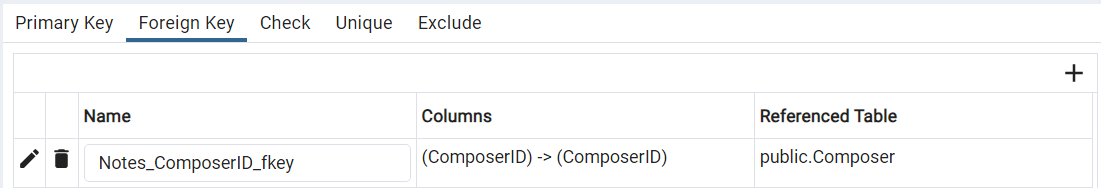 Primary Key Foreign Key Check Unique Exclude
Name Columns Referenced Table
Notes_ComposerID_fkey (ComposerID) -> (ComposerID) public.Composer